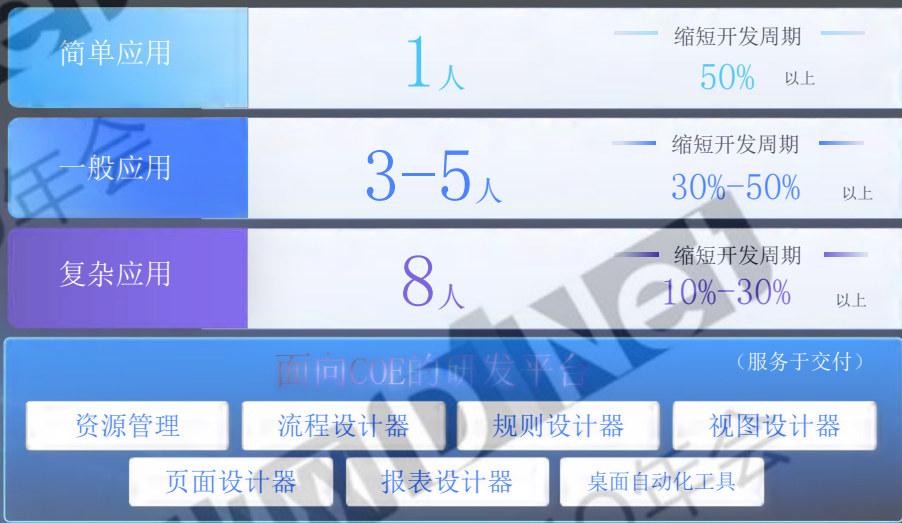 简单应用
1人
缩短开发周期
50% 以上
一般应用
3-5人
缩短开发周期
30%-50% 以上
复杂应用
8人
缩短开发周期
10%-30% 以上
面向COE的研发平台
（服务于交付）
资源管理 流程设计器 规则设计器 视图设计器
页面设计器 报表设计器 桌面自动化工具